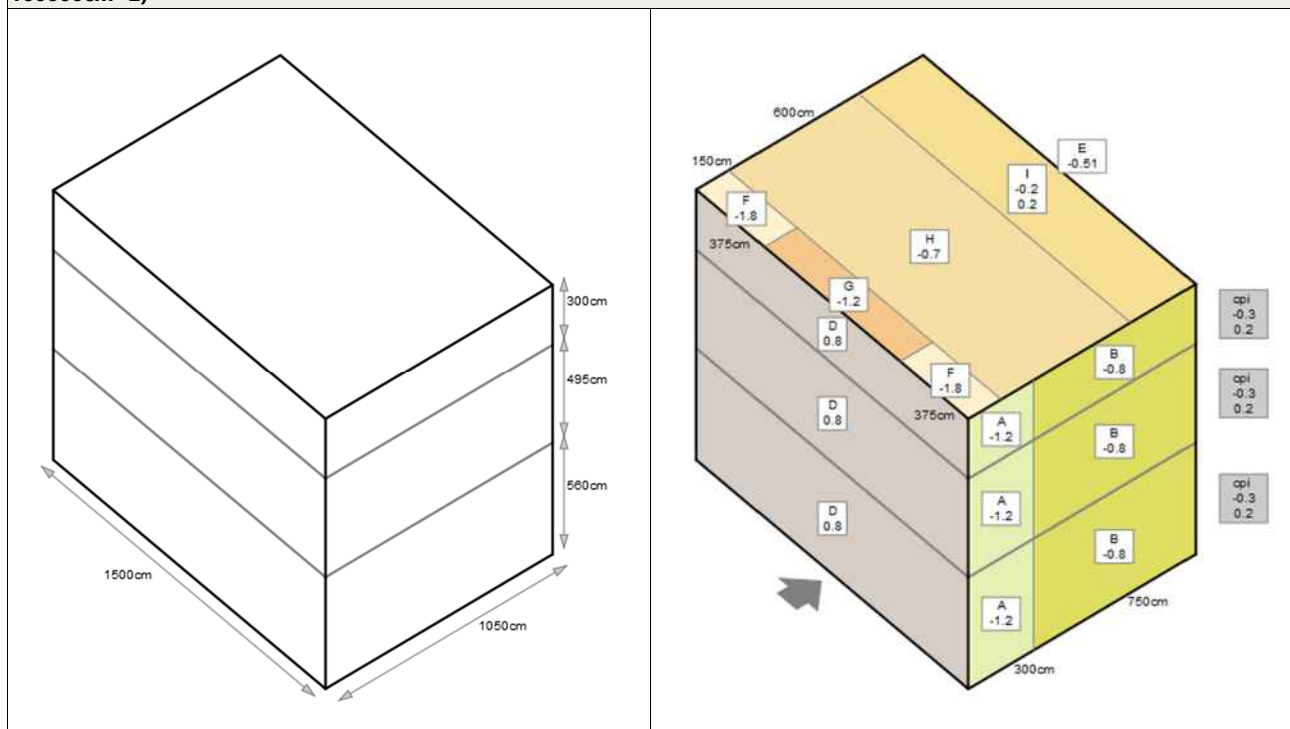 300cm
495cm
560cm
1500cm
1050cm
600cm
150cm
E
-0.51
I
-0.2
0.2
F
-1.8
375cm
H
-0.7
G
-1.2
D
0.8
F
-1.8
375cm
B
-0.8
cpi
-0.3
0.2
A
-1.2
D
0.8
B
-0.8
cpi
-0.3
0.2
A
-1.2
D
0.8
B
-0.8
cpi
-0.3
0.2
A
-1.2
750cm
300cm